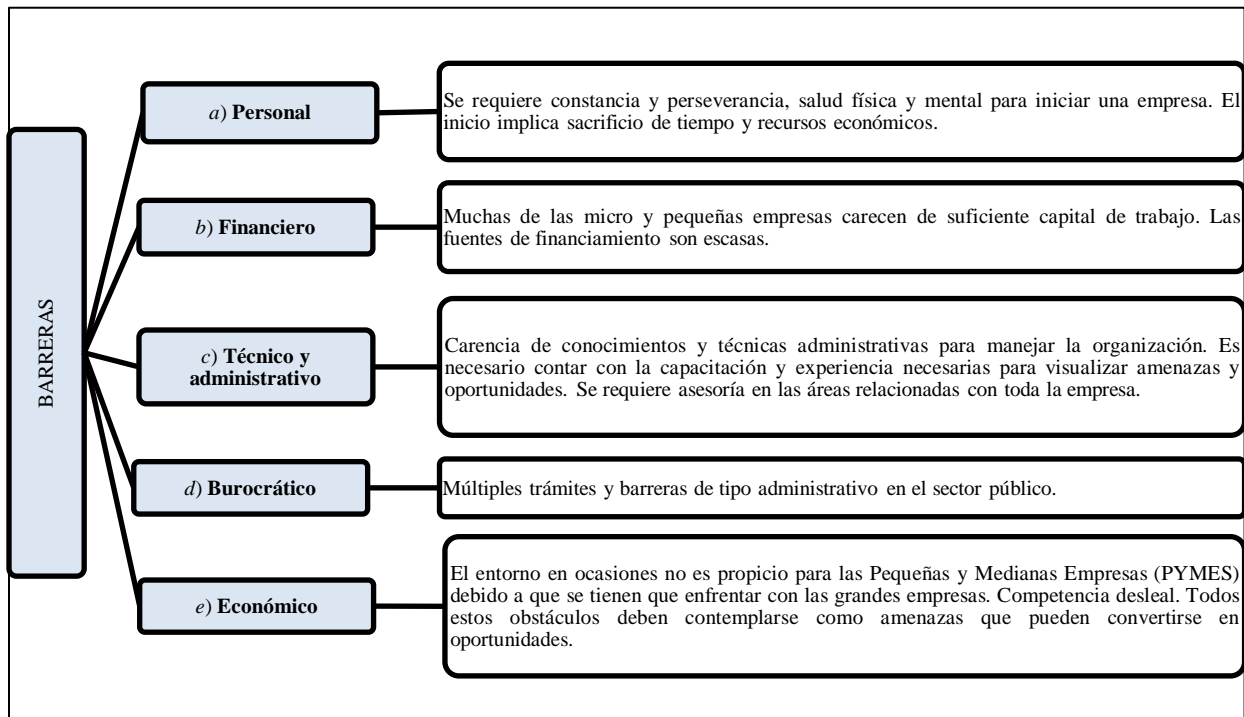 BARRERAS
a) Personal
Se requiere constancia y perseverancia, salud física y mental para iniciar una empresa. El
inicio implica sacrificio de tiempo y recursos económicos.
b) Financiero
Muchas de las micro y pequeñas empresas carecen de suficiente capital de trabajo. Las
fuentes de financiamiento son escasas.
c) Técnico y
administrativo
Carencia de conocimientos y técnicas administrativas para manejar la organización. Es
necesario contar con la capacitación y experiencia necesarias para visualizar amenazas y
oportunidades. Se requiere asesoría en las áreas relacionadas con toda la empresa.
d) Burocrático
Múltiples trámites y barreras de tipo administrativo en el sector público.
e) Económico
El entorno en ocasiones no es propicio para las Pequeñas y Medianas Empresas (PYMES)
debido a que se tienen que enfrentar con las grandes empresas. Competencia desleal. Todos
estos obstáculos deben contemplarse como amenazas que pueden convertirse en
oportunidades.